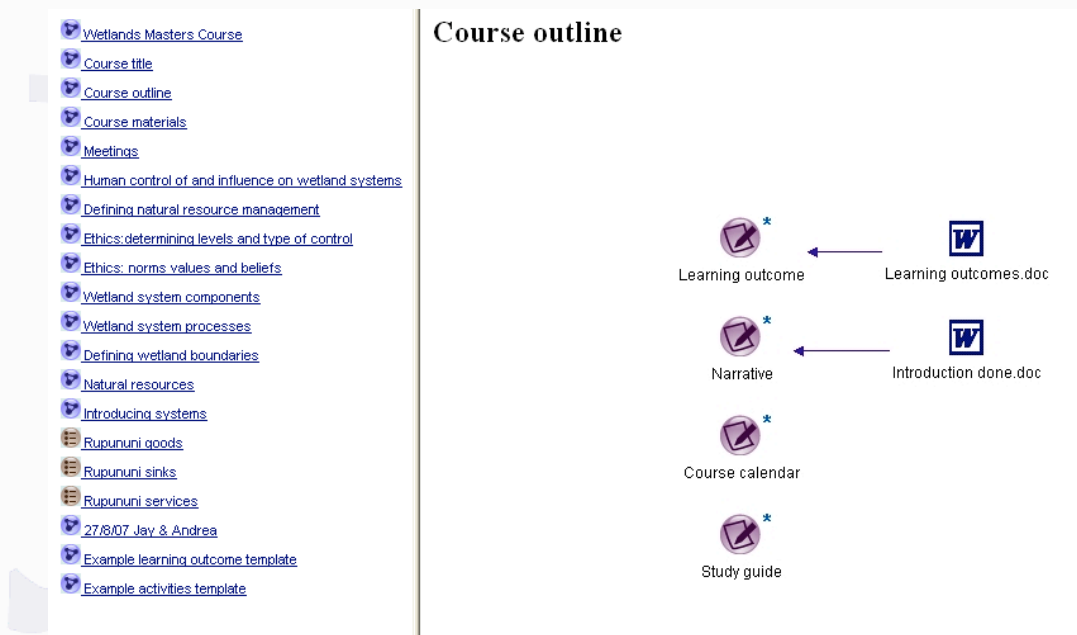 Wetlands Masters Course
Course title
Course outline
Course materials
Meetings
Human control of and influence on wetland systems
Defining natural resource management
Ethics:determining levels and type of control
Ethics: norms values and beliefs
Wetland system components
Wetland system processes
Defining wetland boundaries
Natural resources
Introducing systems
Rupununi goods
Rupununi sinks
Rupununi services
27/8/07 Jay & Andrea
Example learning outcome template
Example activities template
Course outline
*
W
Learning outcome
Learning outcomes.doc
*
W
Narrative
Introduction done.doc
*
Course calendar
*
Study guide